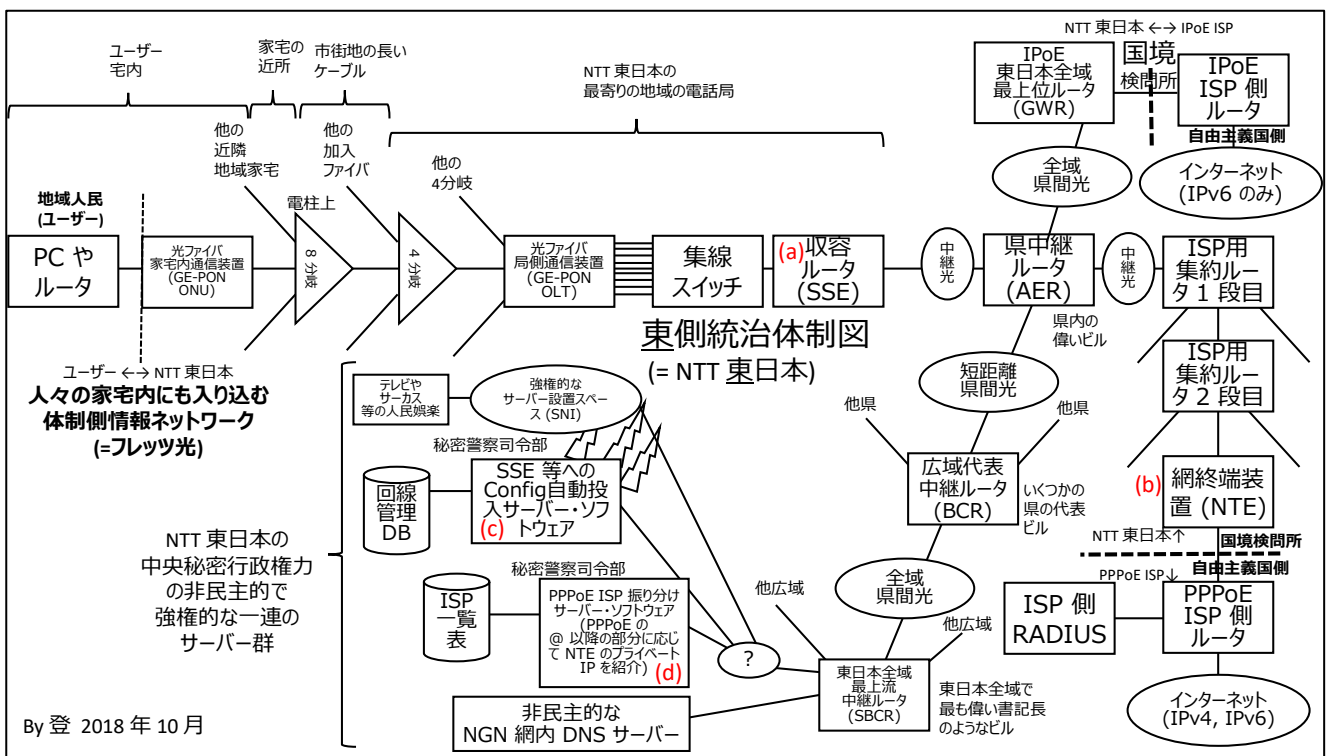 NTT 東日本 ←→ IPoE ISP
国境
検問所
IPoE
東日本全域
最上位ルータ
(GWR)
IPoE
ISP 側
ルータ
自由主義国側
インターネット
(IPv6 のみ)
全域
県間光
ユーザー
宅内
家宅の
近所
市街地の長い
ケーブル
NTT 東日本の
最寄りの地域の電話局
他の
近隣
地域家宅
他の
加入
ファイバ
他の
4分岐
地域人民
(ユーザー)
電柱上
PC や
ルータ
光ファイバ
家宅内通信装置
(GE-PON
ONU)
8 分岐
4 分岐
光ファイバ
局側通信装置
(GE-PON
OLT)
集線
スイッチ
(a)
収容
ルータ
(SSE)
中継光
県中継
ルータ
(AER)
中継光
ISP用
集約ルー
タ 1 段目
県内の
偉いビル
東側統治体制図
(= NTT 東日本)
ユーザー ←→ NTT 東日本
人々の家宅内にも入り込む
体制側情報ネットワーク
(=フレッツ光)
テレビや
サーカス
等の人民娯楽
強権的な
サーバー設置スペー
ス (SNI)
短距離
県間光
ISP用
集約ルー
タ 2 段目
他県
他県
秘密警察司令部
回線
管理
DB
SSE 等への
Config自動投
入サーバー・ソフ
トウェア
(c)
広域代表
中継ルータ
(BCR)
いくつかの
県の代表
ビル
(b)
網終端装
置 (NTE)
NTT 東日本↑
国境検問所
自由主義国側
PPPoE ISP↓
NTT 東日本の
中央秘密行政権力
の非民主的で
強権的な一連の
サーバー群
秘密警察司令部
ISP
一覧
表
PPPoE ISP 振り分け
サーバー・ソフトウェア
(PPPoE の
@ 以降の部分に応じ
て NTE のプライベート
IP を紹介)
(d)
?
全域
県間光
他広域
他広域
ISP 側
RADIUS
PPPoE
ISP 側
ルータ
東日本全域
最上流
中継ルータ
(SBCR)
東日本全域で
最も偉い書記長
のようなビル
インターネット
(IPv4, IPv6)
非民主的な
NGN 網内 DNS サーバー
By 登 2018 年 10 月